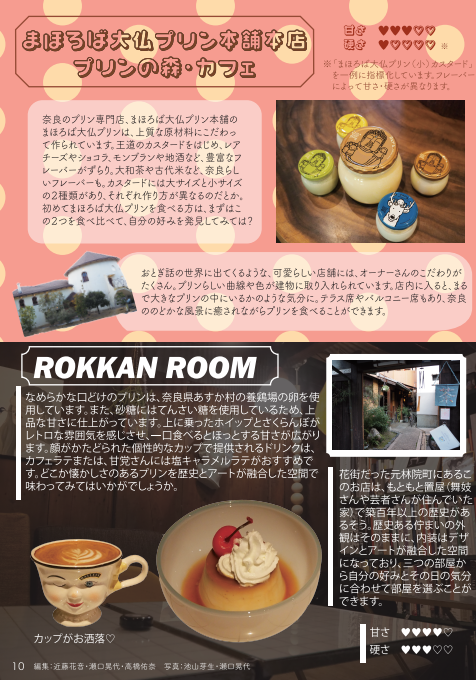 まほろば大仏プリン本舗本店
プリンの森・カフェ
甘さ ♥♥♥♡♡
硬さ ♥♡♡♡♡ ※
※「まほろば大仏プリン（小）カスタード」
を一例に指標化しています。フレーバー
によって甘さ・硬さが異なります。
奈良のプリン専門店、まほろば大仏プリン本舗の
まほろば大仏プリンは、上質な原材料にこだわっ
て作られています。王道のカスタードをはじめ、レア
チーズやショコラ、モンブランや地酒など、豊富なフ
レーバーがずらり。大和茶や古代米など、奈良らし
いフレーバーも。カスタードには大サイズと小サイズ
の2種類があり、それぞれ作り方が異なるのだとか。
初めてまほろば大仏プリンを食べる方は、まずはこ
の2つを食べ比べて、自分の好みを発見してみては？
おとぎ話の世界に出てくるような、可愛らしい店舗には、オーナーさんのこだわりが
たくさん。プリンらしい曲線や色が建物に取り入れられています。店内に入ると、まる
で大きなプリンの中にいるかのような気分に。テラス席やバルコニー席もあり、奈良
ののどかな風景に癒されながらプリンを食べることができます。
ROKKAN ROOM
なめらかな口どけのプリンは、奈良県あすか村の養鶏場の卵を使
用しています。また、砂糖にはてんさい糖を使用しているため、上
品な甘さに仕上がっています。上に乗ったホイップとさくらんぼが
レトロな雰囲気を感じさせ、一口食べるとほっとする甘さが広がり
ます。顔がかたどられた個性的なカップで提供されるドリンクは、
カフェラテまたは、甘党さんには塩キャラメルラテがおすすめで
す。どこか懐かしさのあるプリンを歴史とアートが融合した空間で
味わってみてはいかがでしょうか。
花街だった元林院町にあるこ
のお店は、もともと置屋（舞妓
さんや芸者さんが住んでいた
家）で築百年以上の歴史があ
るそう。歴史ある佇まいの外
観はそのままに、内装はデザ
インとアートが融合した空間
になっており、三つの部屋か
ら自分の好みとその日の気分
に合わせて部屋を選ぶことが
できます。
カップがお洒落♡
甘さ ♥♥♥♥♡
硬さ ♥♥♥♡♡
10 編集：近藤花音・瀬口晃代・高橋佑奈 写真：池山芽生・瀬口晃代